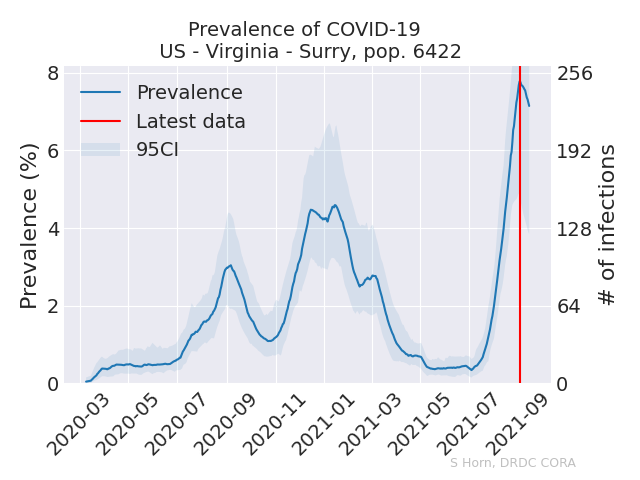 Prevalence of COVID-19
US - Virginia - Surry, pop. 6422
Prevalence
Latest data
95CI
Prevalence (%)
8
6
4
2
0
256
192
128
64
0
# of infections
2020-03
2020-05
2020-07
2020-09
2020-11
2021-01
2021-03
2021-05
2021-07
2021-09
S Horn, DRDC CORA